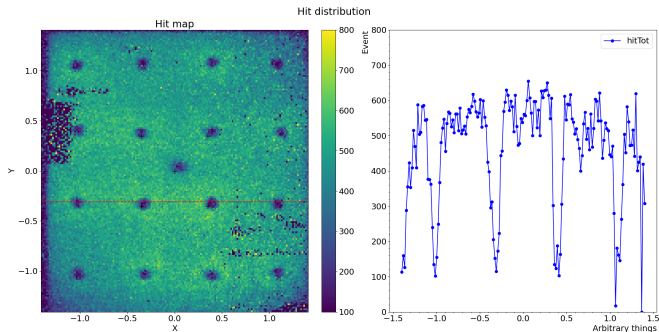 Hit distribution
Hit map
Y
1.0
0.5
0.0
−0.5
−1.0
−1.0 −0.5 0.0 0.5 1.0
X
800
700
600
500
400
300
200
100
Event
800
700
600
500
400
300
200
100
0
hitTot
−1.5 −1.0 −0.5 0.0 0.5 1.0 1.5
Arbitrary things